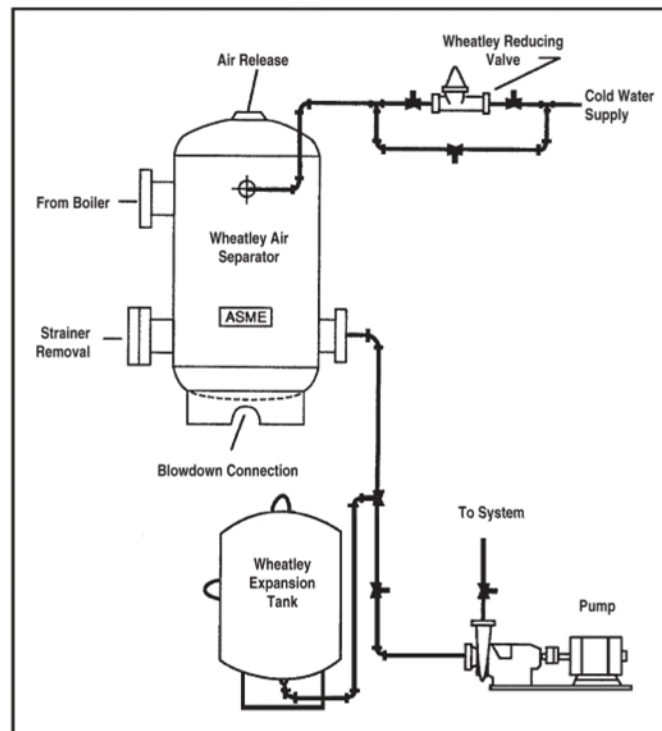 Wheatley Reducing
Valve
Air Release
Cold Water
Supply
From Boiler
Wheatley Air
Separator
ASME
Strainer
Removal
Blowdown Connection
To System
Wheatley
Expansion
Tank
Pump